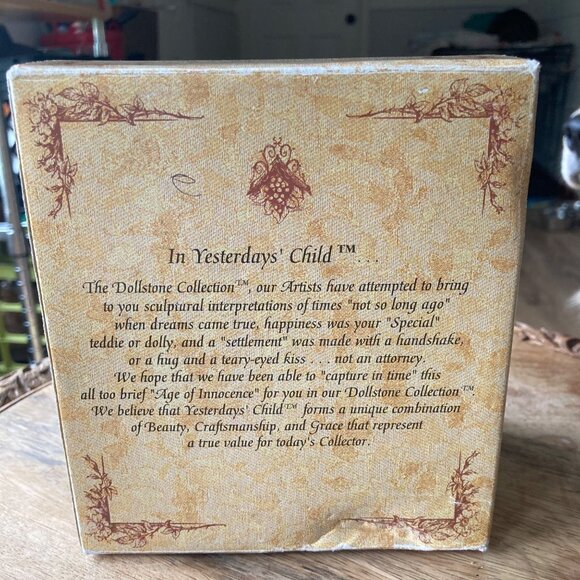 In Yesterdays' Child™...
The Dollstone Collection™, our Artists have attempted to bring
to you sculptural interpretations of times "not so long ago"
when dreams came true, happiness was your "Special"
teddie or dolly, and a "settlement" was made with a handshake,
or a hug and a teary-eyed kiss . . . not an attorney.
We hope that we have been able to "capture in time" this
all too brief "Age of Innocence" for you in our Dollstone Collection™.
We believe that Yesterdays' Child™ forms a unique combination
of Beauty, Craftsmanship, and Grace that represent
a true value for today's Collector.